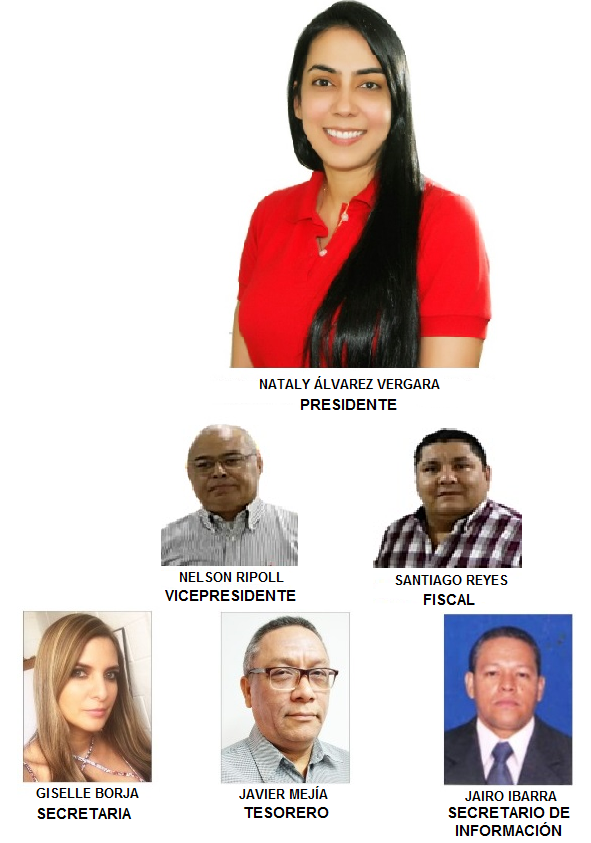 NATALY ÁLVAREZ VERGARA
PRESIDENTE
NELSON RIPOLL
VICEPRESIDENTE
SANTIAGO REYES
FISCAL
GISELLE BORJA
SECRETARIA
JAVIER MEJÍA
TESORERO
JAIRO IBARRA
SECRETARIO DE
INFORMACIÓN